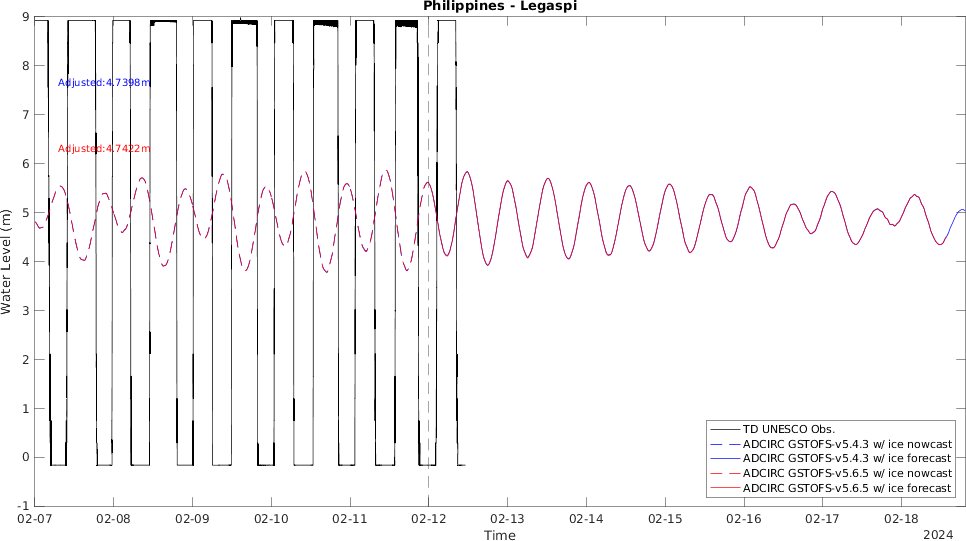 Philippines - Legaspi
9
8
7
6
5
4
3
2
1
0
-1
Water Level (m)
Adjusted:4.7398m
Adjusted:4.7422m
TD UNESCO Obs.
ADCIRC GSTOFS-v5.4.3 w/ ice nowcast
ADCIRC GSTOFS-v5.4.3 w/ ice forecast
ADCIRC GSTOFS-v5.6.5 w/ ice nowcast
ADCIRC GSTOFS-v5.6.5 w/ ice forecast
02-07 02-08 02-09 02-10 02-11 02-12 02-13 02-14 02-15 02-16 02-17 02-18
Time
2024